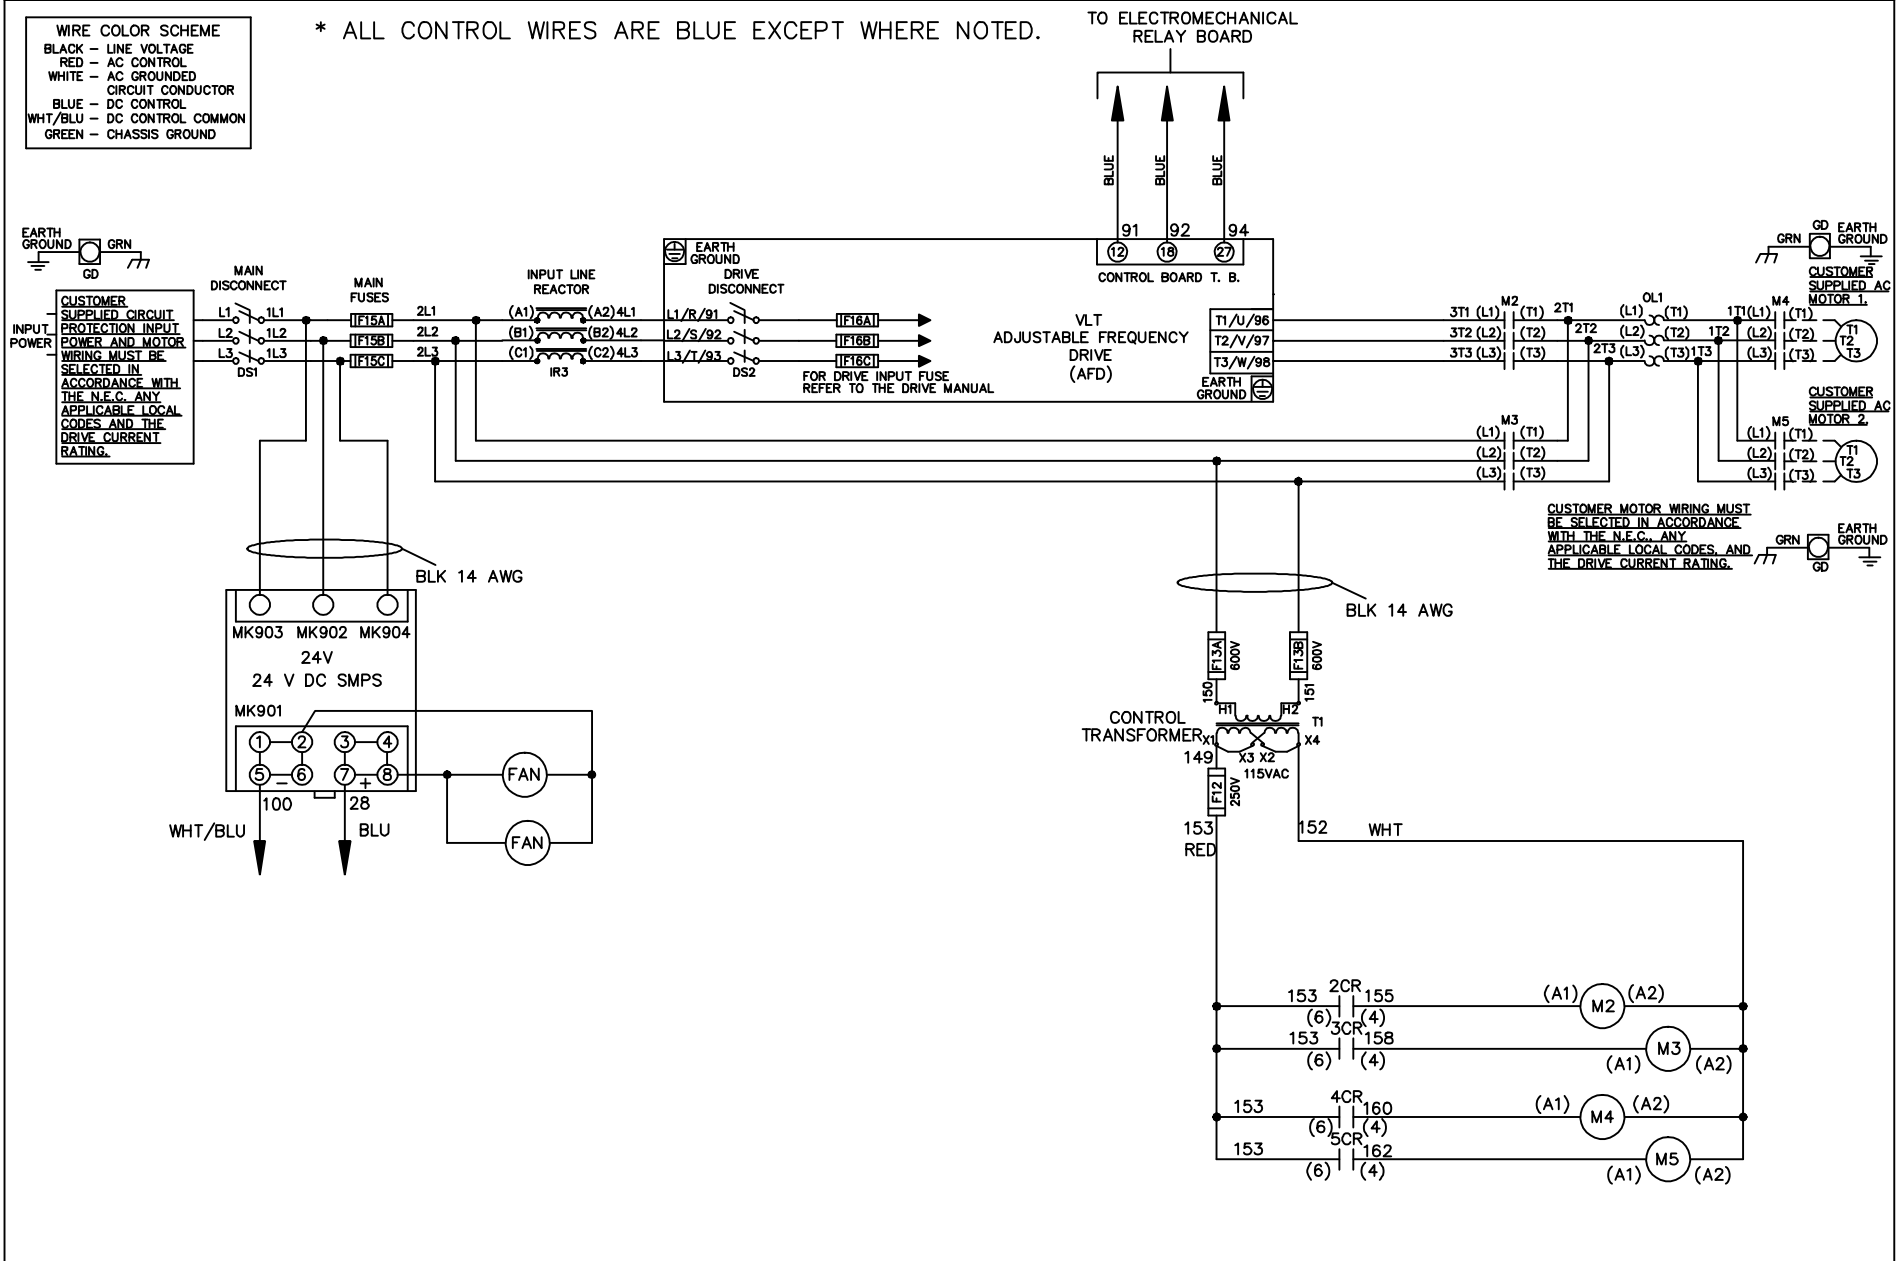 WIRE COLOR SCHEME
BLACK – LINE VOLTAGE
RED – AC CONTROL
WHITE – AC GROUNDED
CIRCUIT CONDUCTOR
BLUE – DC CONTROL
WHT/BLU – DC CONTROL COMMON
GREEN – CHASSIS GROUND
* ALL CONTROL WIRES ARE BLUE EXCEPT WHERE NOTED.
TO ELECTROMECHANICAL
RELAY BOARD
BLUE
BLUE
BLUE
91 92 94
12 18 27
CONTROL BOARD T. B.
EARTH
GROUND
GRN
GD
INPUT
POWER
CUSTOMER
SUPPLIED CIRCUIT
PROTECTION INPUT
POWER AND MOTOR
WIRING MUST BE
SELECTED IN
ACCORDANCE WITH
THE N.E.C. ANY
APPLICABLE LOCAL
CODES AND THE
DRIVE CURRENT
RATING.
MAIN
DISCONNECT
L1 1L1
L2 1L2
L3 1L3
DS1
MAIN
FUSES
F15A
F15B
F15C
2L1
2L2
2L3
INPUT LINE
REACTOR
(A1) (A2) 4L1
(B1) (B2) 4L2
(C1) (C2) 4L3
IR3
EARTH
GROUND
DRIVE
DISCONNECT
L1/R/91
L2/S/92
L3/T/93
DS2
F16A
F16B
F16C
FOR DRIVE INPUT FUSE
REFER TO THE DRIVE MANUAL
VLT
ADJUSTABLE FREQUENCY
DRIVE
(AFD)
T1/U/96
T2/V/97
T3/W/98
EARTH
GROUND
M2
3T1 (L1) (T1) 2T1
3T2 (L2) (T2) 2T2
3T3 (L3) (T3) 2T3
OL1
(L1) (T1) 1T1
(L2) (T2) 1T2
(L3) (T3) 1T3
M4
(L1) (T1)
(L2) (T2)
(L3) (T3)
T1
T2
T3
GD
GRN
EARTH
GROUND
CUSTOMER
SUPPLIED AC
MOTOR 1.
M3
(L1) (T1)
(L2) (T2)
(L3) (T3)
CUSTOMER
SUPPLIED AC
MOTOR 2.
M5
(L1) (T1)
(L2) (T2)
(L3) (T3)
T1
T2
T3
CUSTOMER MOTOR WIRING MUST
BE SELECTED IN ACCORDANCE
WITH THE N.E.C., ANY
APPLICABLE LOCAL CODES, AND
THE DRIVE CURRENT RATING.
GRN
EARTH
GROUND
GD
BLK 14 AWG
MK903 MK902 MK904
24V
24 V DC SMPS
MK901
1 2 3 4
5 – 6 7 + 8
100 28
WHT/BLU BLU
FAN
FAN
BLK 14 AWG
F13A
600V
F13B
600V
150
151
H1 H2
T1
CONTROL
TRANSFORMER
X1 X4
X3 X2
149
115VAC
F12
250V
153
RED
152 WHT
153 2CR 155 (A1) M2 (A2)
(6) (4)
153 3CR 158 M3
(6) (4) (A1) (A2)
153 4CR 160 (A1) M4 (A2)
(6) (4)
153 5CR 162 M5
(6) (4) (A1) (A2)